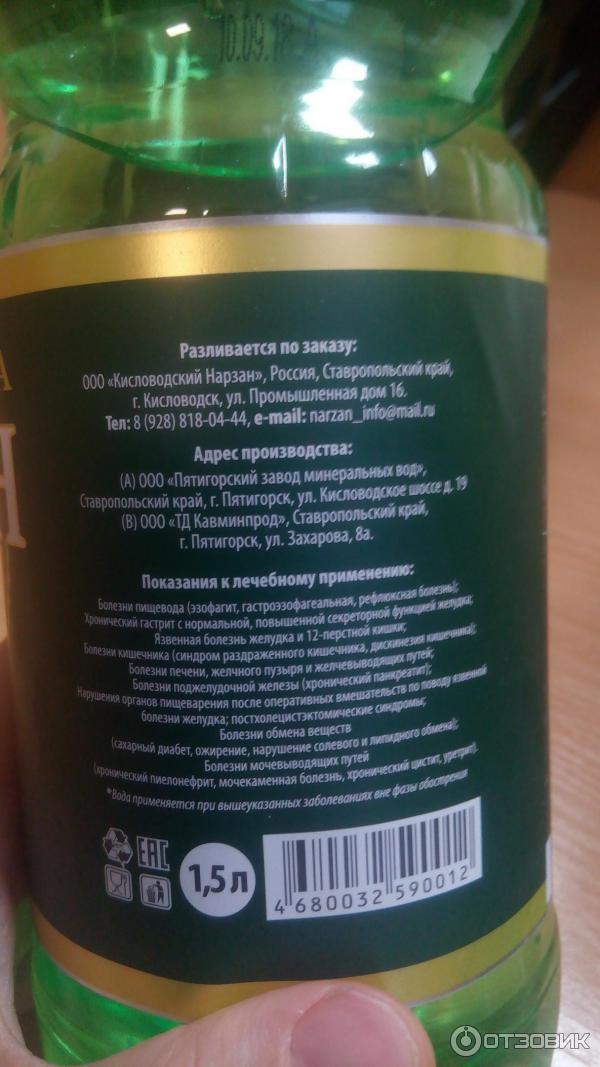 10.09.18 А
А
Н
Разливается по заказу:
ООО «Кисловодский Нарзан», Россия, Ставропольский край,
г. Кисловодск, ул. Промышленная дом 16.
Тел: 8 (928) 818-04-44, e-mail: narzan_info@mail.ru
Адрес производства:
(А) ООО «Пятигорский завод минеральных вод»,
Ставропольский край, г. Пятигорск, ул. Кисловодское шоссе д. 19
(В) ООО «ТД Кавминпрод», Ставропольский край,
г. Пятигорск, ул. Захарова, 8а.
Показания к лечебному применению:
Болезни пищевода (эзофагит, гастроэзофагеальная, рефлюксная болезнь);
Хронический гастрит с нормальной, повышенной секреторной функцией желудка;
Язвенная болезнь желудка и 12-перстной кишки;
Болезни кишечника (синдром раздраженного кишечника, дискинезия кишечника);
Болезни печени, желчного пузыря и желчевыводящих путей;
Болезни поджелудочной железы (хронический панкреатит);
Нарушения органов пищеварения после оперативных вмешательств по поводу язвенной
болезни желудка; постхолецистэктомические синдромы;
Болезни обмена веществ
(сахарный диабет, ожирение, нарушение солевого и липидного обмена);
Болезни мочевыводящих путей
(хронический пиелонефрит, мочекаменная болезнь, хронический цистит, уретрит).
*Вода применяется при вышеуказанных заболеваниях вне фазы обострения
EAC
1,5 л
4 680032 590012
ОТЗОВИК